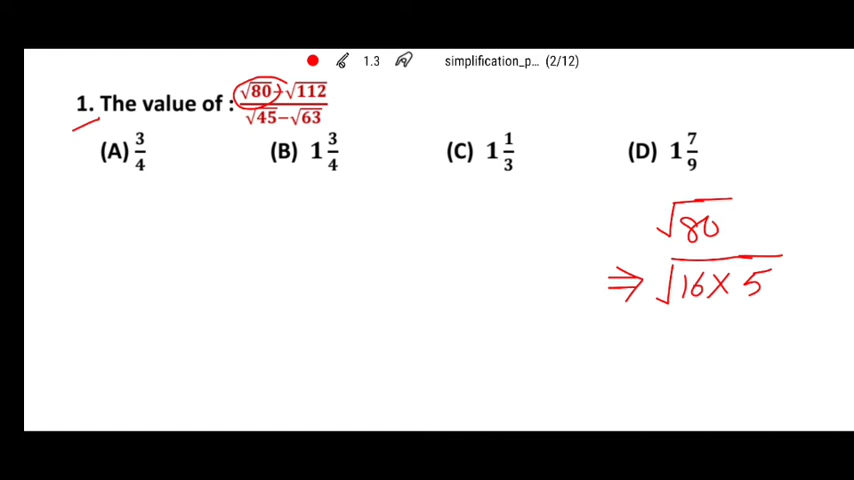 1.3 simplification_p... (2/12)
1. The value of : (√80−√112)/(√45−√63)
(A) 3/4 (B) 1 3/4 (C) 1 1/3 (D) 1 7/9
√80
⇒ √16×5